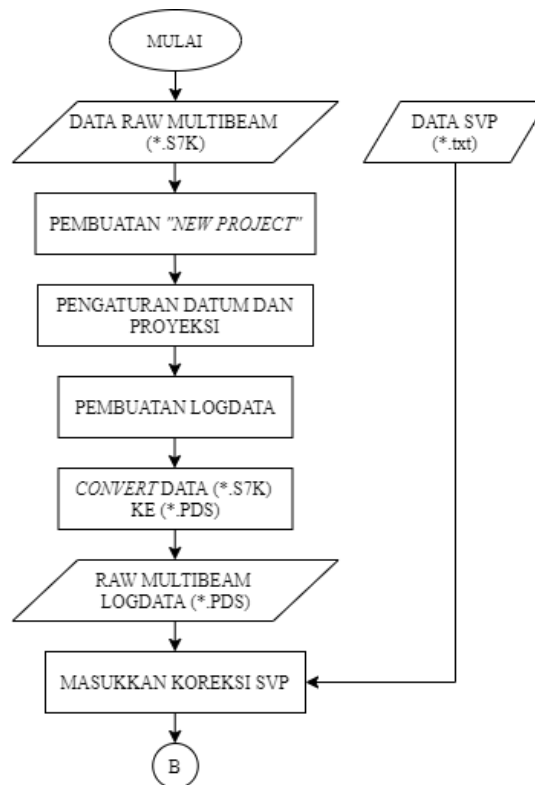 MULAI
DATA RAW MULTIBEAM
(*.S7K)
DATA SVP
(*.txt)
PEMBUATAN "NEW PROJECT"
PENGATURAN DATUM DAN
PROYEKSI
PEMBUATAN LOGDATA
CONVERT DATA (*.S7K)
KE (*.PDS)
RAW MULTIBEAM
LOGDATA (*.PDS)
MASUKKAN KOREKSI SVP
B